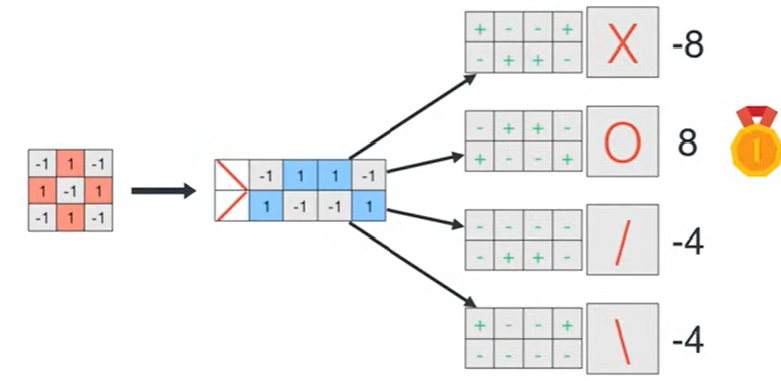 -1 1 -1
1 -1 1
-1 1 -1
\ -1 1 1 -1
/ 1 -1 -1 1
+ - - +
- + + -
X
-8
- + + -
+ - - +
O
8
1
- - - -
- + + -
/
-4
+ - - +
- - - -
\
-4